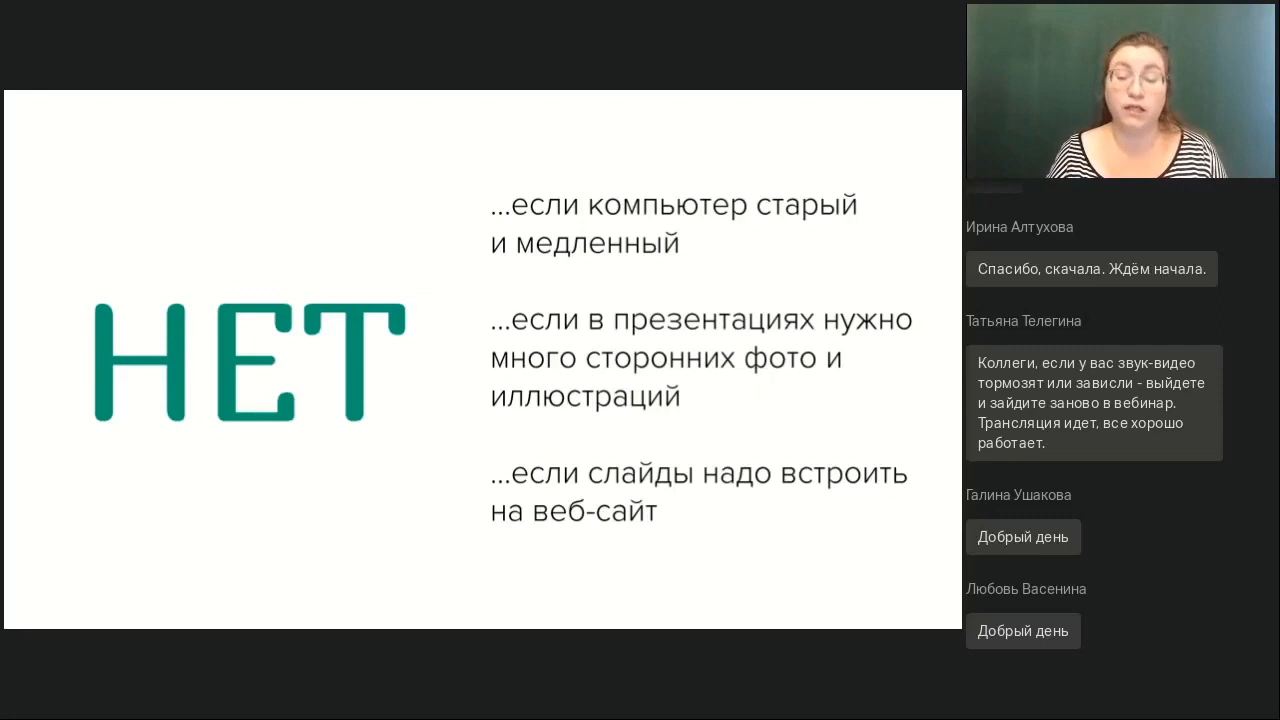 НЕТ
...если компьютер старый
и медленный
...если в презентациях нужно
много сторонних фото и
иллюстраций
...если слайды надо встроить
на веб-сайт
Ирина Алтухова
Спасибо, скачала. Ждём начала.
Татьяна Телегина
Коллеги, если у вас звук-видео
тормозят или зависли - выйдете
и зайдите заново в вебинар.
Трансляция идет, все хорошо
работает.
Галина Ушакова
Добрый день
Любовь Васенина
Добрый день